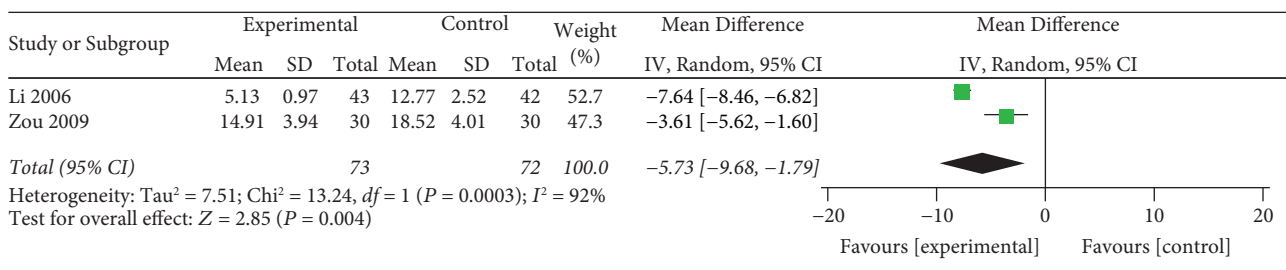 Study or Subgroup Experimental Control Weight (%) Mean Difference Mean Difference
Mean SD Total Mean SD Total IV, Random, 95% CI IV, Random, 95% CI
Li 2006 5.13 0.97 43 12.77 2.52 42 52.7 −7.64 [−8.46, −6.82]
Zou 2009 14.91 3.94 30 18.52 4.01 30 47.3 −3.61 [−5.62, −1.60]
Total (95% CI) 73 72 100.0 −5.73 [−9.68, −1.79]
Heterogeneity: Tau² = 7.51; Chi² = 13.24, df = 1 (P = 0.0003); I² = 92%
Test for overall effect: Z = 2.85 (P = 0.004)
−20 −10 0 10 20
Favours [experimental] Favours [control]